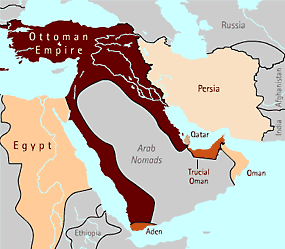 Russia
Ottoman
Empire
Afghanistan
Persia
India
Qatar
Egypt
Arab
Nomads
Trucial
Oman
Oman
Ethiopia
Aden